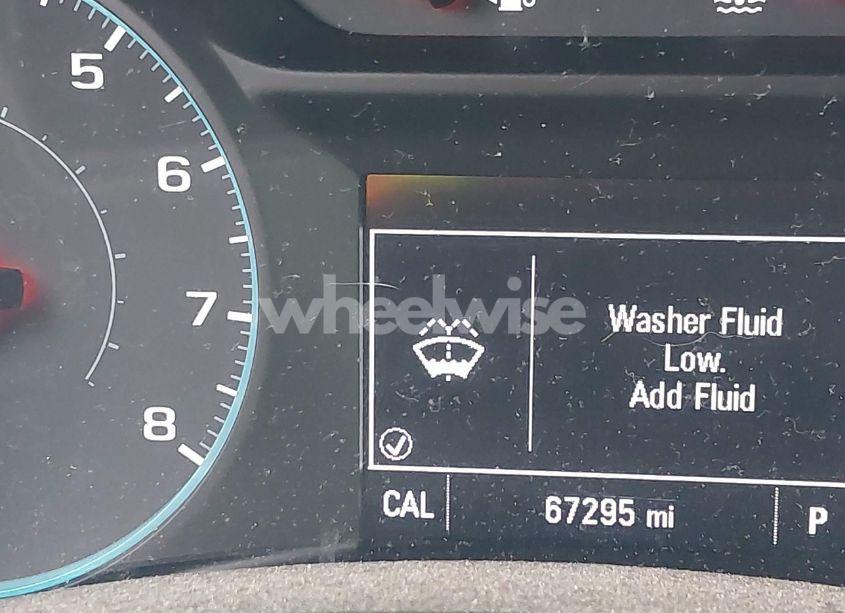 5
6
7
8
wheelwise
Washer Fluid
Low.
Add Fluid
CAL
67295 mi
P